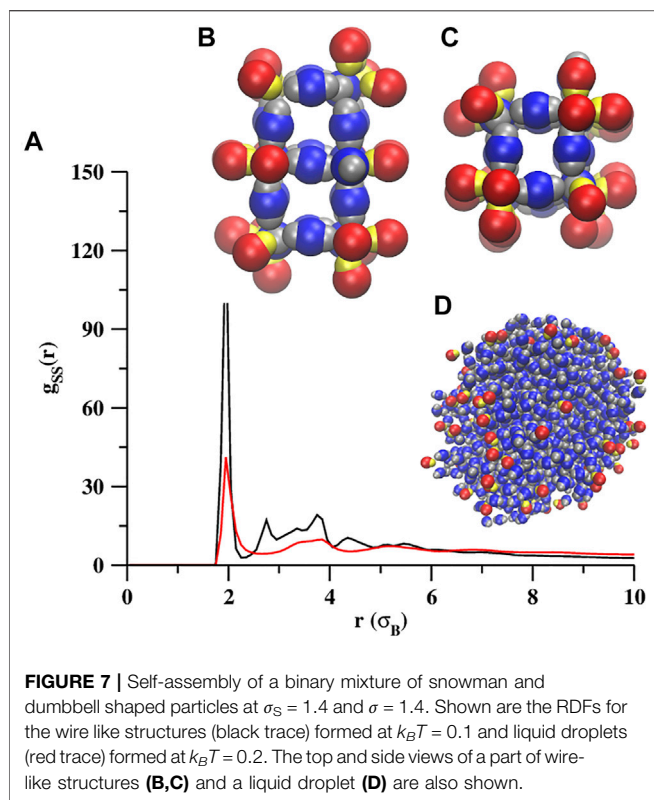 B
C
A
150
120
90
60
30
0
g_SS(r)
D
0
2
4
6
8
10
r (σ_B)
FIGURE 7 | Self-assembly of a binary mixture of snowman and
dumbbell shaped particles at σ_S = 1.4 and σ = 1.4. Shown are the RDFs for
the wire like structures (black trace) formed at k_BT = 0.1 and liquid droplets
(red trace) formed at k_BT = 0.2. The top and side views of a part of wire-
like structures (B,C) and a liquid droplet (D) are also shown.